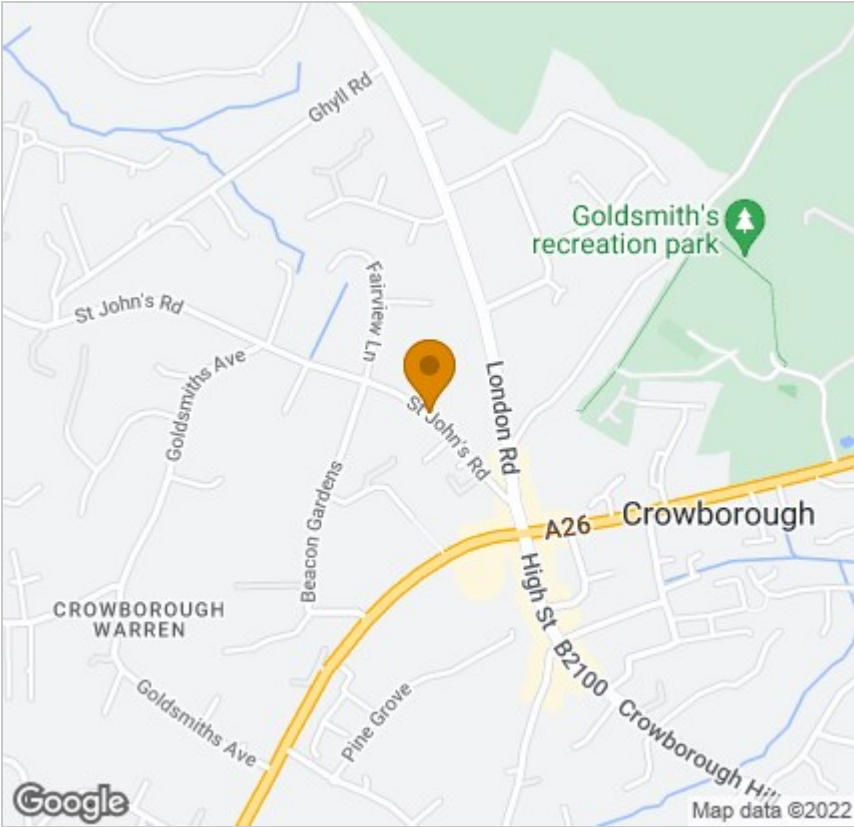 Ghyll Rd
Goldsmith's
recreation park
St John's Rd
Fairview Ln
Goldsmiths Ave
London Rd
St John's Rd
Beacon Gardens
A26
Crowborough
High St
CROWBOROUGH
WARREN
B2100
Goldsmiths Ave
Pine Grove
Crowborough Hill
Google
Map data ©2022